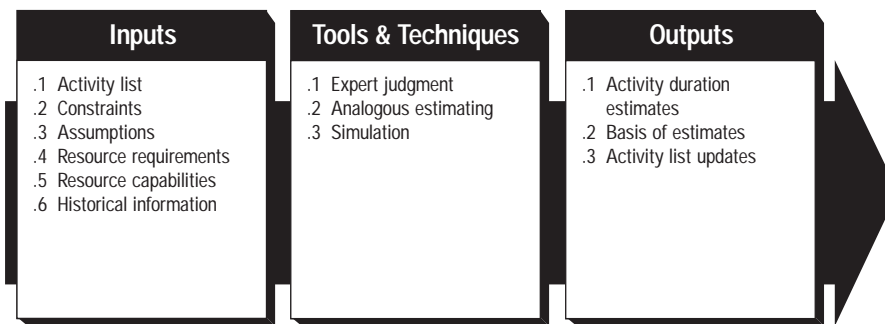 Inputs
.1 Activity list
.2 Constraints
.3 Assumptions
.4 Resource requirements
.5 Resource capabilities
.6 Historical information
Tools & Techniques
.1 Expert judgment
.2 Analogous estimating
.3 Simulation
Outputs
.1 Activity duration
estimates
.2 Basis of estimates
.3 Activity list updates